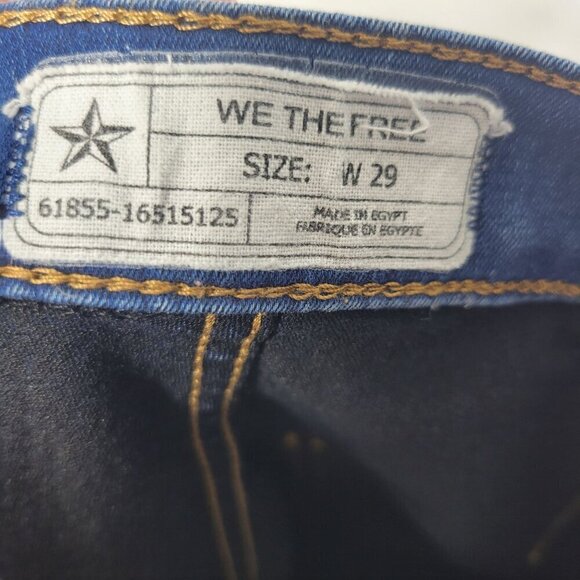 WE THE FREE
SIZE: W 29
61855-16515125
MADE IN EGYPT
FABRIQUE EN EGYPTE